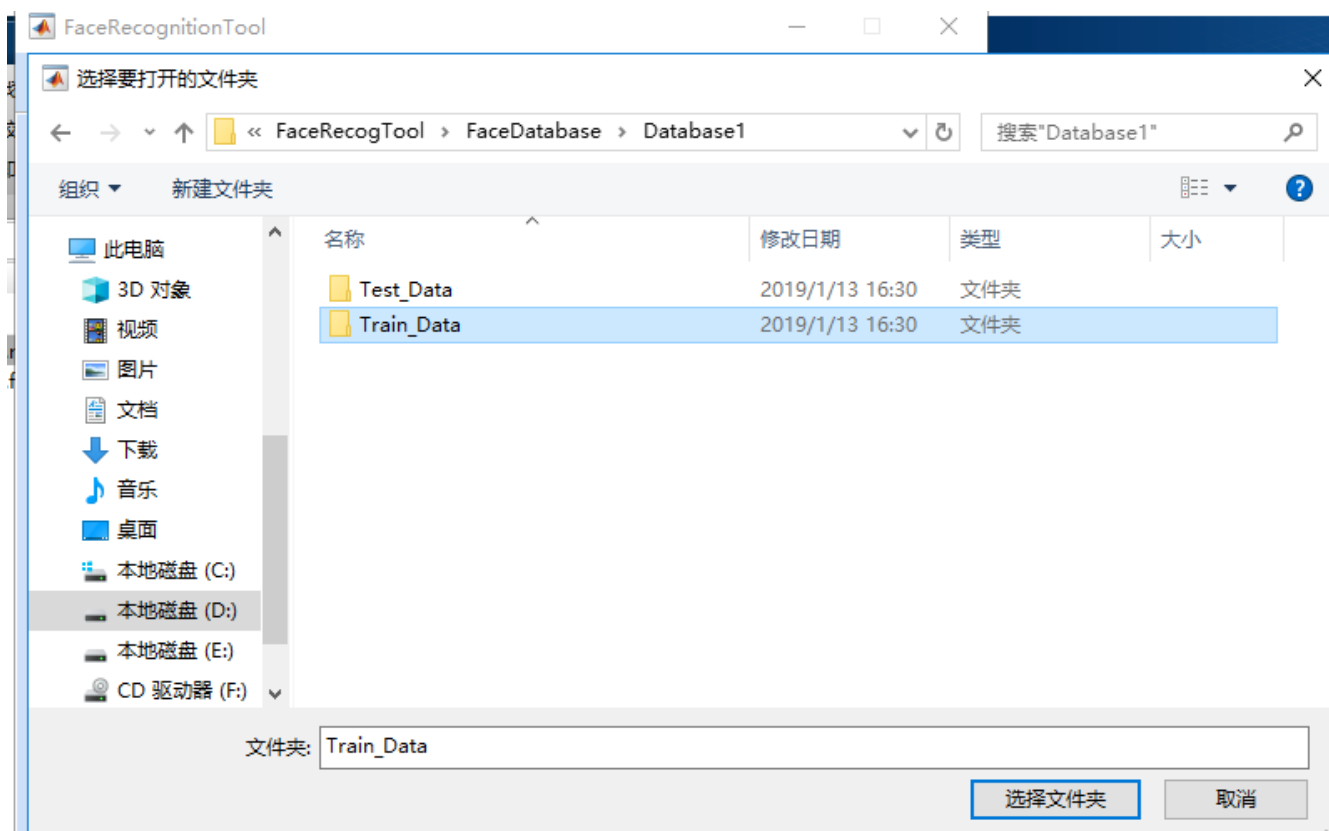 FaceRecognitionTool
选择要打开的文件夹
« FaceRecogTool › FaceDatabase › Database1
搜索"Database1"
组织 新建文件夹
名称 修改日期 类型 大小
此电脑
3D 对象
视频
图片
文档
下载
音乐
桌面
本地磁盘 (C:)
本地磁盘 (D:)
本地磁盘 (E:)
CD 驱动器 (F:)
Test_Data 2019/1/13 16:30 文件夹
Train_Data 2019/1/13 16:30 文件夹
文件夹: Train_Data
选择文件夹 取消